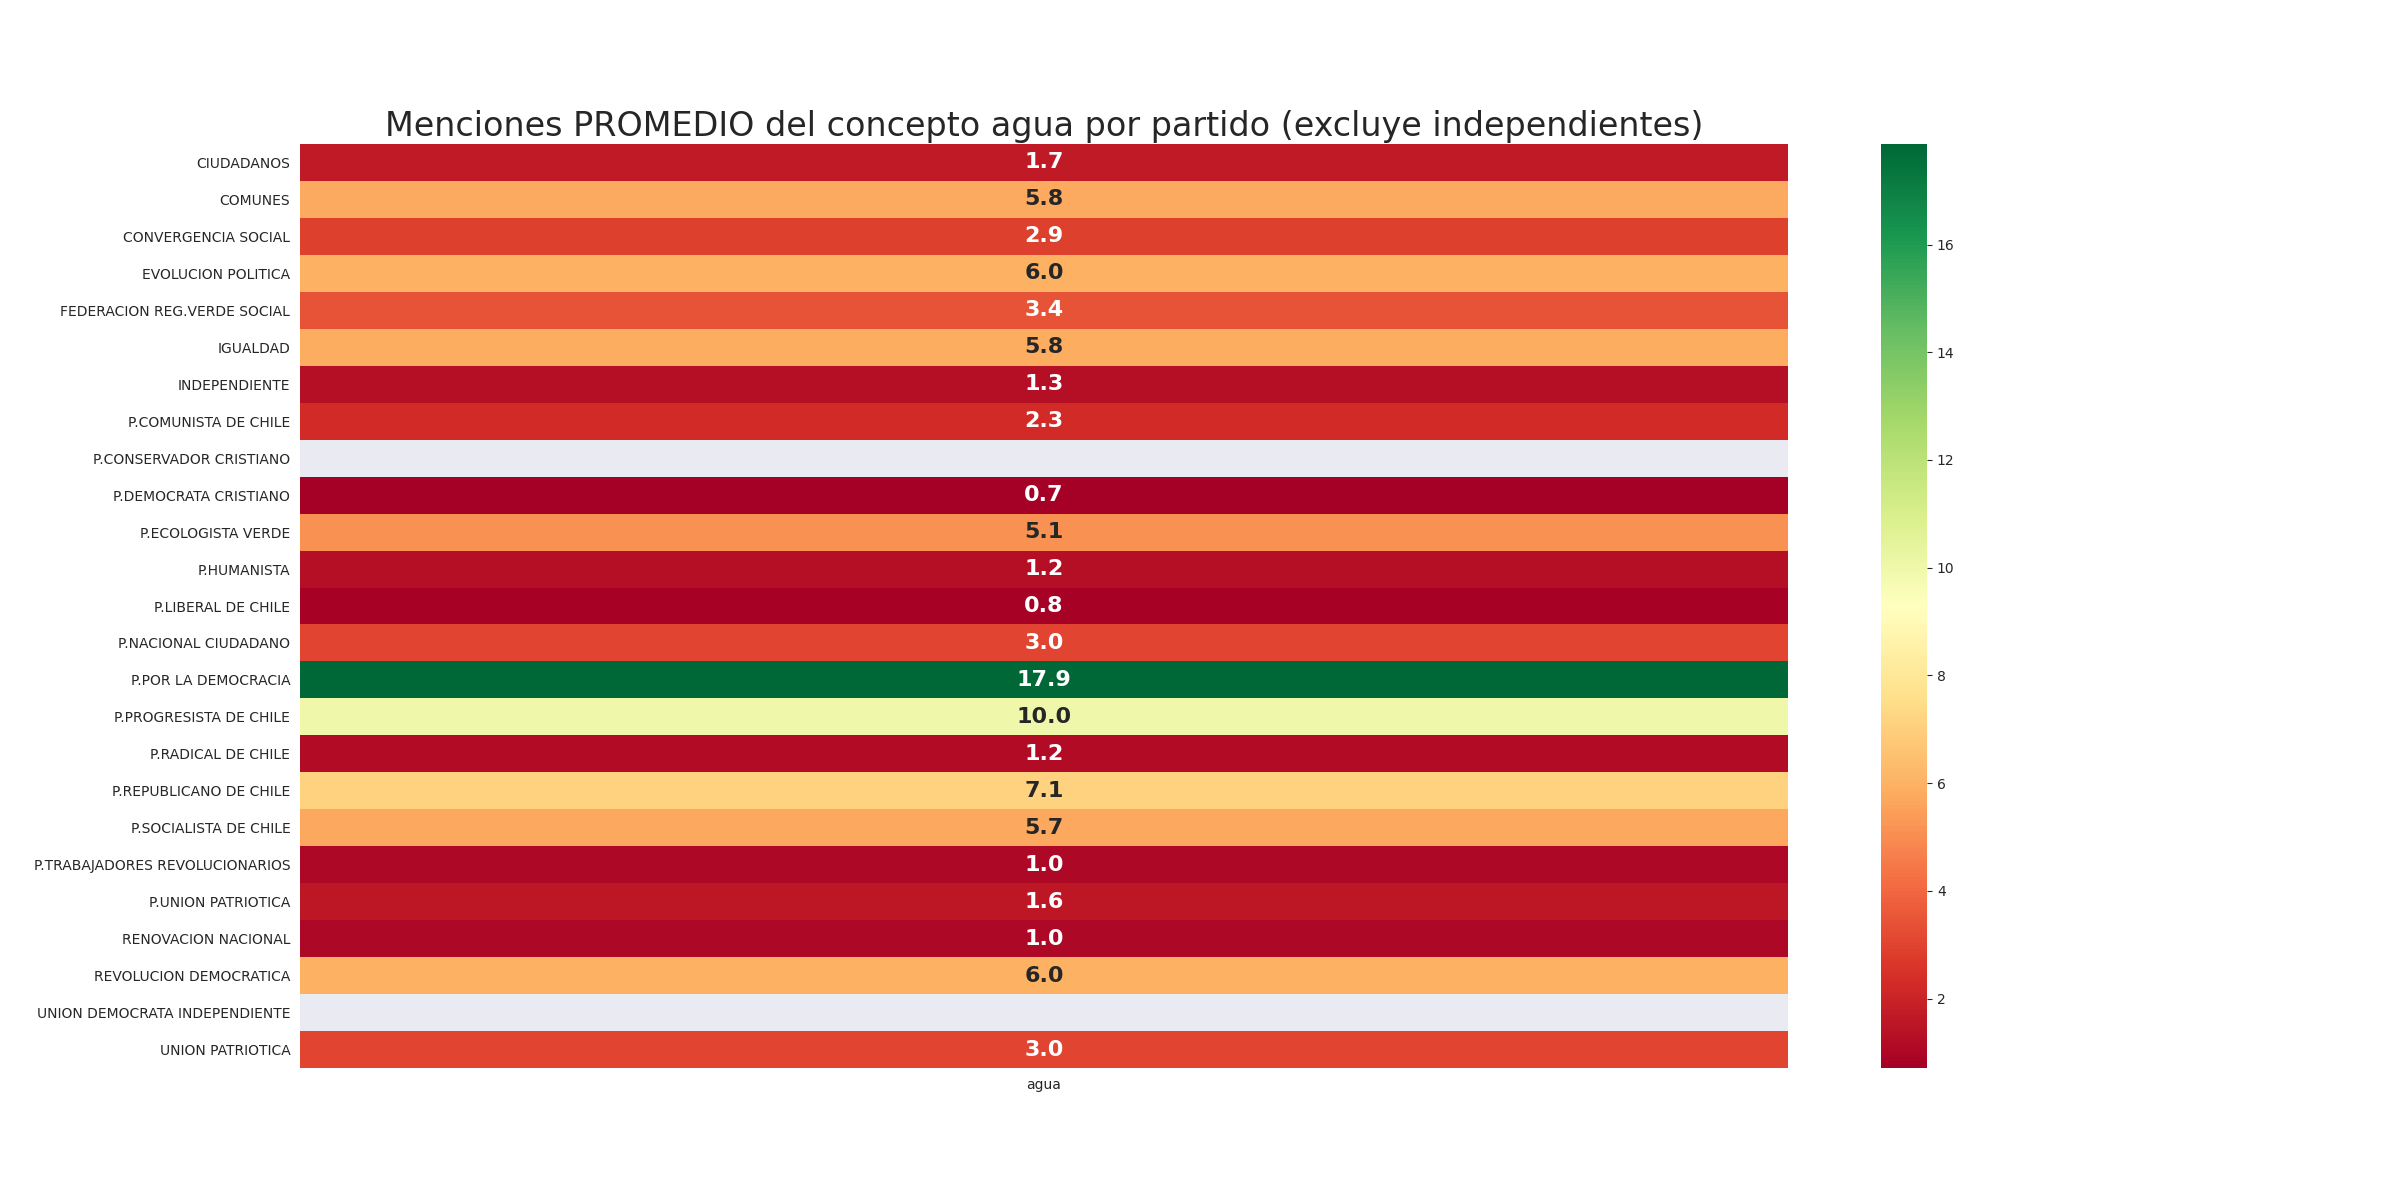 Menciones PROMEDIO del concepto agua por partido (excluye independientes)
CIUDADANOS 1.7
COMUNES 5.8
CONVERGENCIA SOCIAL 2.9
EVOLUCION POLITICA 6.0
FEDERACION REG.VERDE SOCIAL 3.4
IGUALDAD 5.8
INDEPENDIENTE 1.3
P.COMUNISTA DE CHILE 2.3
P.CONSERVADOR CRISTIANO
P.DEMOCRATA CRISTIANO 0.7
P.ECOLOGISTA VERDE 5.1
P.HUMANISTA 1.2
P.LIBERAL DE CHILE 0.8
P.NACIONAL CIUDADANO 3.0
P.POR LA DEMOCRACIA 17.9
P.PROGRESISTA DE CHILE 10.0
P.RADICAL DE CHILE 1.2
P.REPUBLICANO DE CHILE 7.1
P.SOCIALISTA DE CHILE 5.7
P.TRABAJADORES REVOLUCIONARIOS 1.0
P.UNION PATRIOTICA 1.6
RENOVACION NACIONAL 1.0
REVOLUCION DEMOCRATICA 6.0
UNION DEMOCRATA INDEPENDIENTE
UNION PATRIOTICA 3.0
agua
16
14
12
10
8
6
4
2